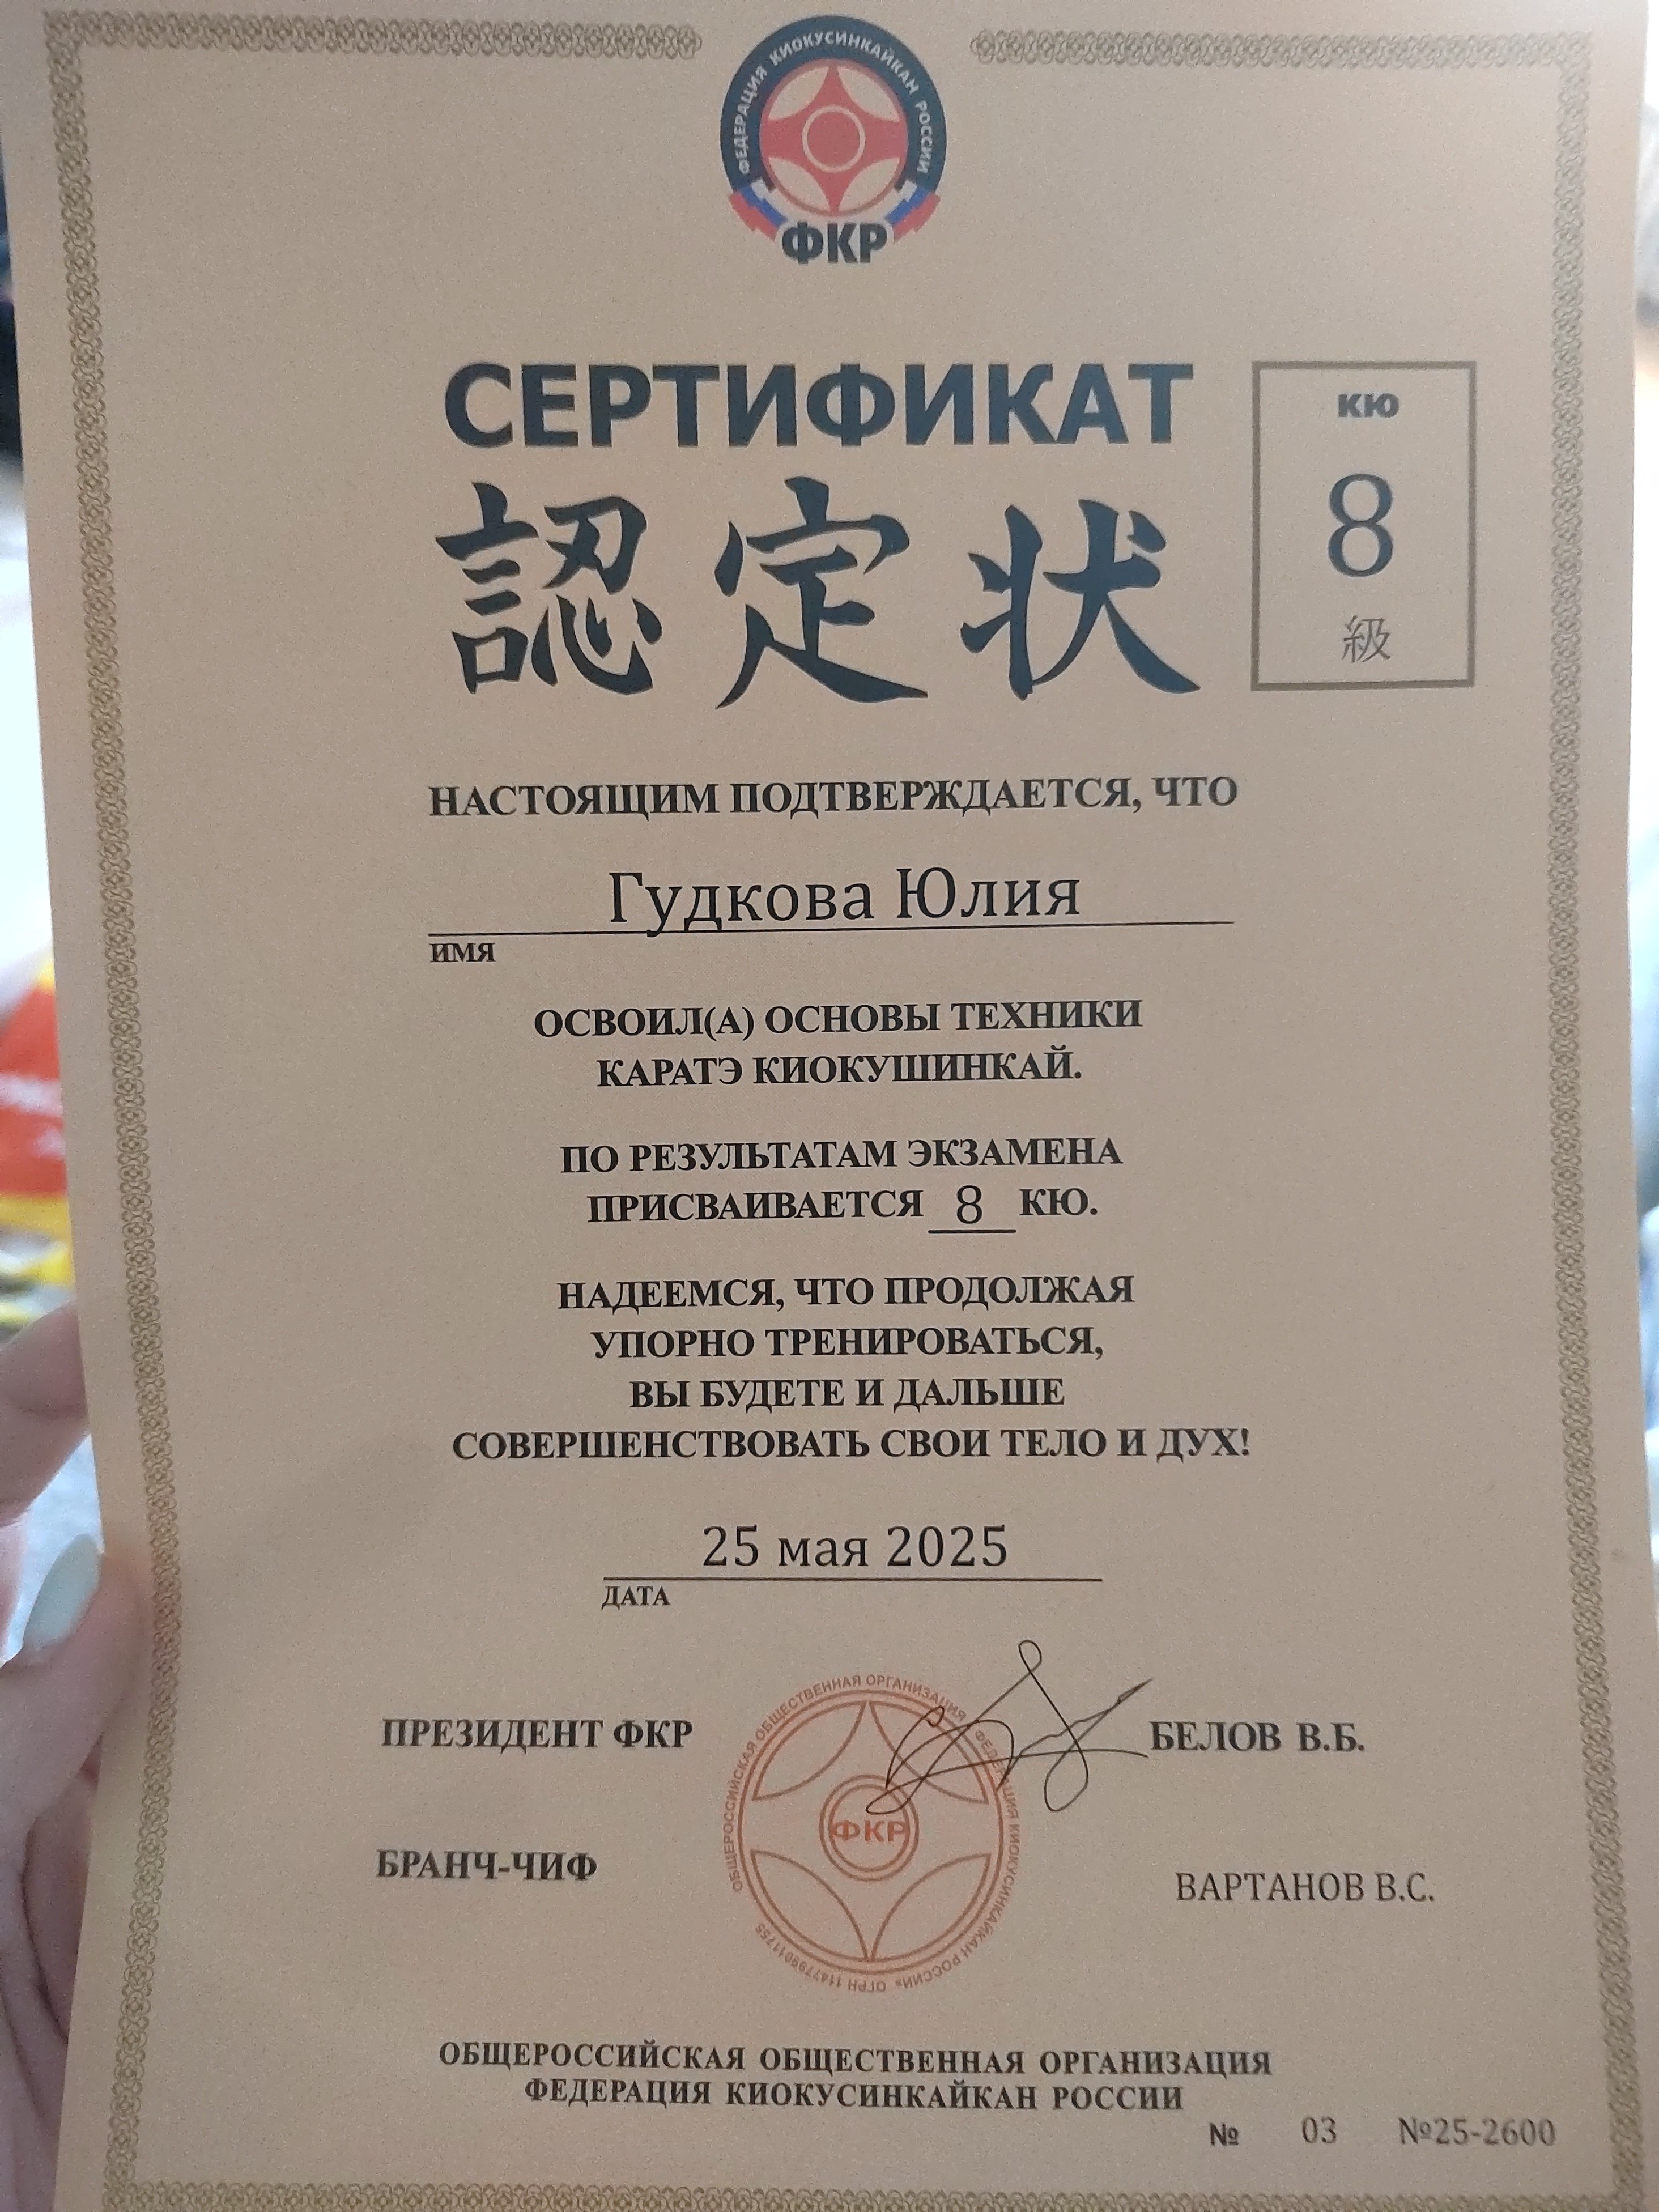 ФЕДЕРАЦИЯ КИОКУСИНКАЙКАН РОССИИ
ФКР
СЕРТИФИКАТ
認定状
КЮ
8
級
НАСТОЯЩИМ ПОДТВЕРЖДАЕТСЯ, ЧТО
Гудкова Юлия
ИМЯ
ОСВОИЛ(А) ОСНОВЫ ТЕХНИКИ
КАРАТЭ КИОКУШИНКАЙ.
ПО РЕЗУЛЬТАТАМ ЭКЗАМЕНА
ПРИСВАИВАЕТСЯ 8 КЮ.
НАДЕЕМСЯ, ЧТО ПРОДОЛЖАЯ
УПОРНО ТРЕНИРОВАТЬСЯ,
ВЫ БУДЕТЕ И ДАЛЬШЕ
СОВЕРШЕНСТВОВАТЬ СВОИ ТЕЛО И ДУХ!
25 мая 2025
ДАТА
ПРЕЗИДЕНТ ФКР
БЕЛОВ В.Б.
ОБЩЕРОССИЙСКАЯ ОБЩЕСТВЕННАЯ ОРГАНИЗАЦИЯ «ФЕДЕРАЦИЯ КИОКУСИНКАЙКАН РОССИИ» ОГРН 1147799011755
ФКР
БРАНЧ-ЧИФ
ВАРТАНОВ В.С.
ОБЩЕРОССИЙСКАЯ ОБЩЕСТВЕННАЯ ОРГАНИЗАЦИЯ
ФЕДЕРАЦИЯ КИОКУСИНКАЙКАН РОССИИ
№ 03 №25-2600